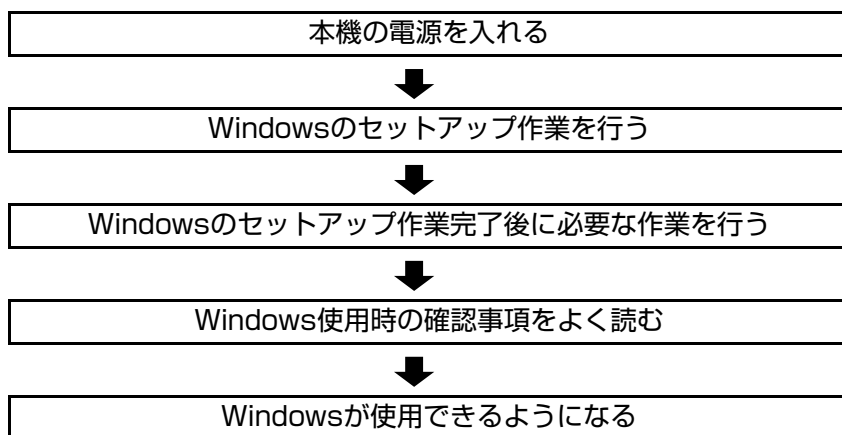 本機の電源を入れる
Windowsのセットアップ作業を行う
Windowsのセットアップ作業完了後に必要な作業を行う
Windows使用時の確認事項をよく読む
Windowsが使用できるようになる